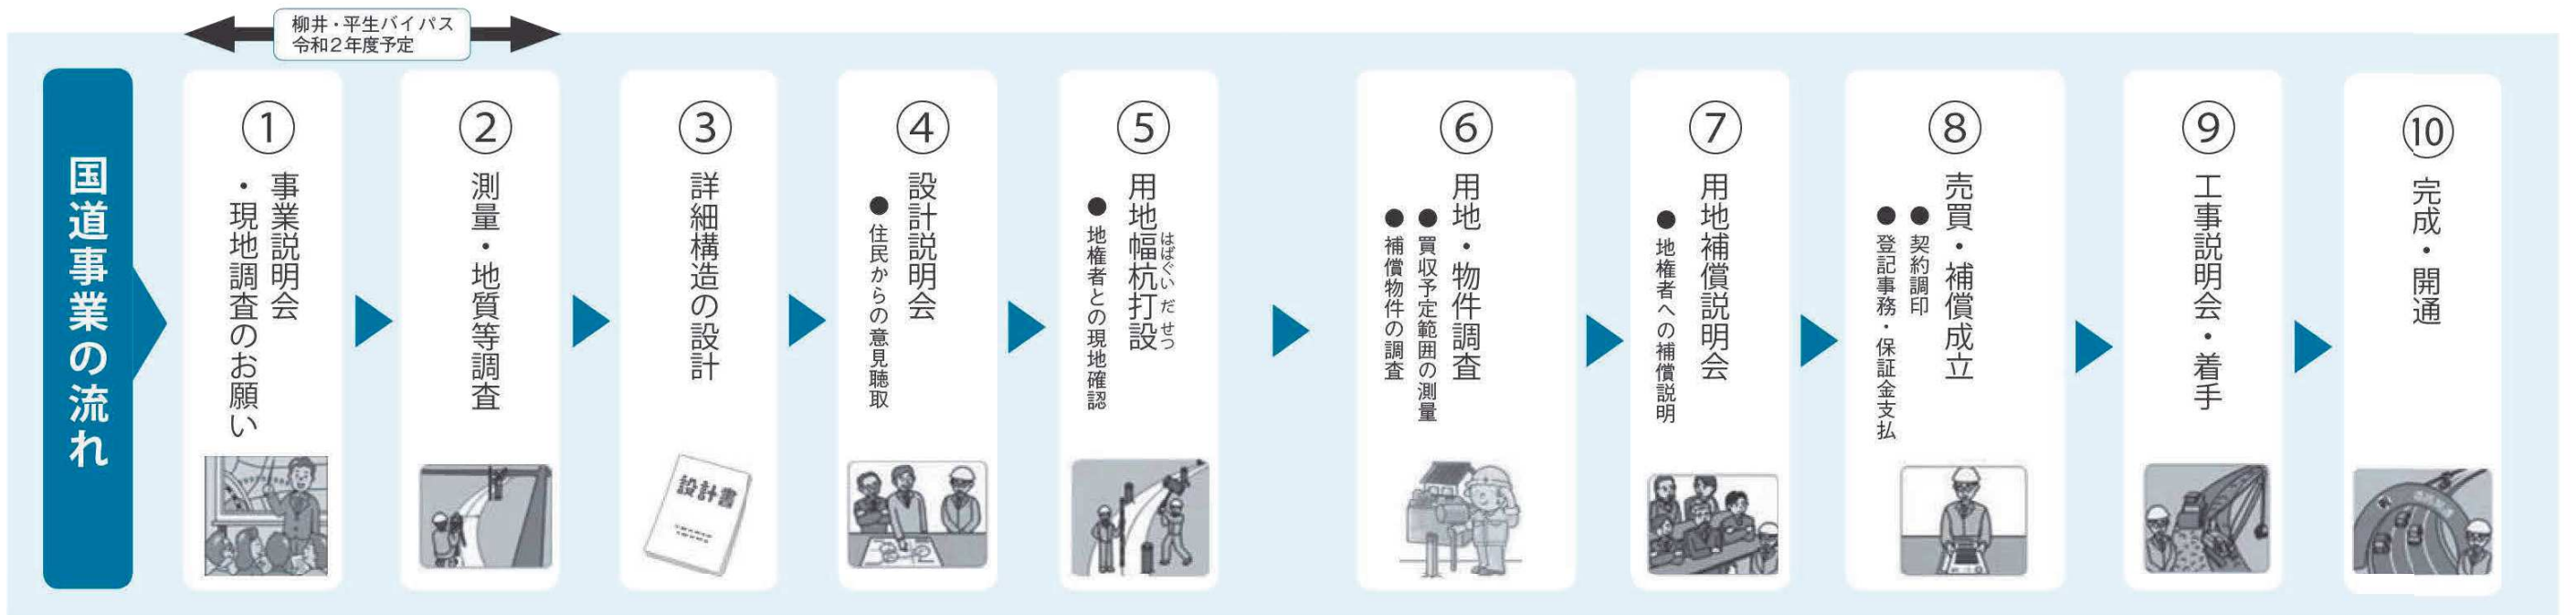 柳井・平生バイパス
令和2年度予定
国道事業の流れ
①
事業説明会
・現地調査のお願い
②
測量・地質等調査
③
詳細構造の設計
設計書
④
設計説明会
● 住民からの意見聴取
⑤
用地幅杭打設
はばぐい だ せつ
● 地権者との現地確認
⑥
用地・物件調査
● 買収予定範囲の測量
● 補償物件の調査
⑦
用地補償説明会
● 地権者への補償説明
⑧
売買・補償成立
● 契約調印
● 登記事務・保証金支払
⑨
工事説明会・着手
⑩
完成・開通